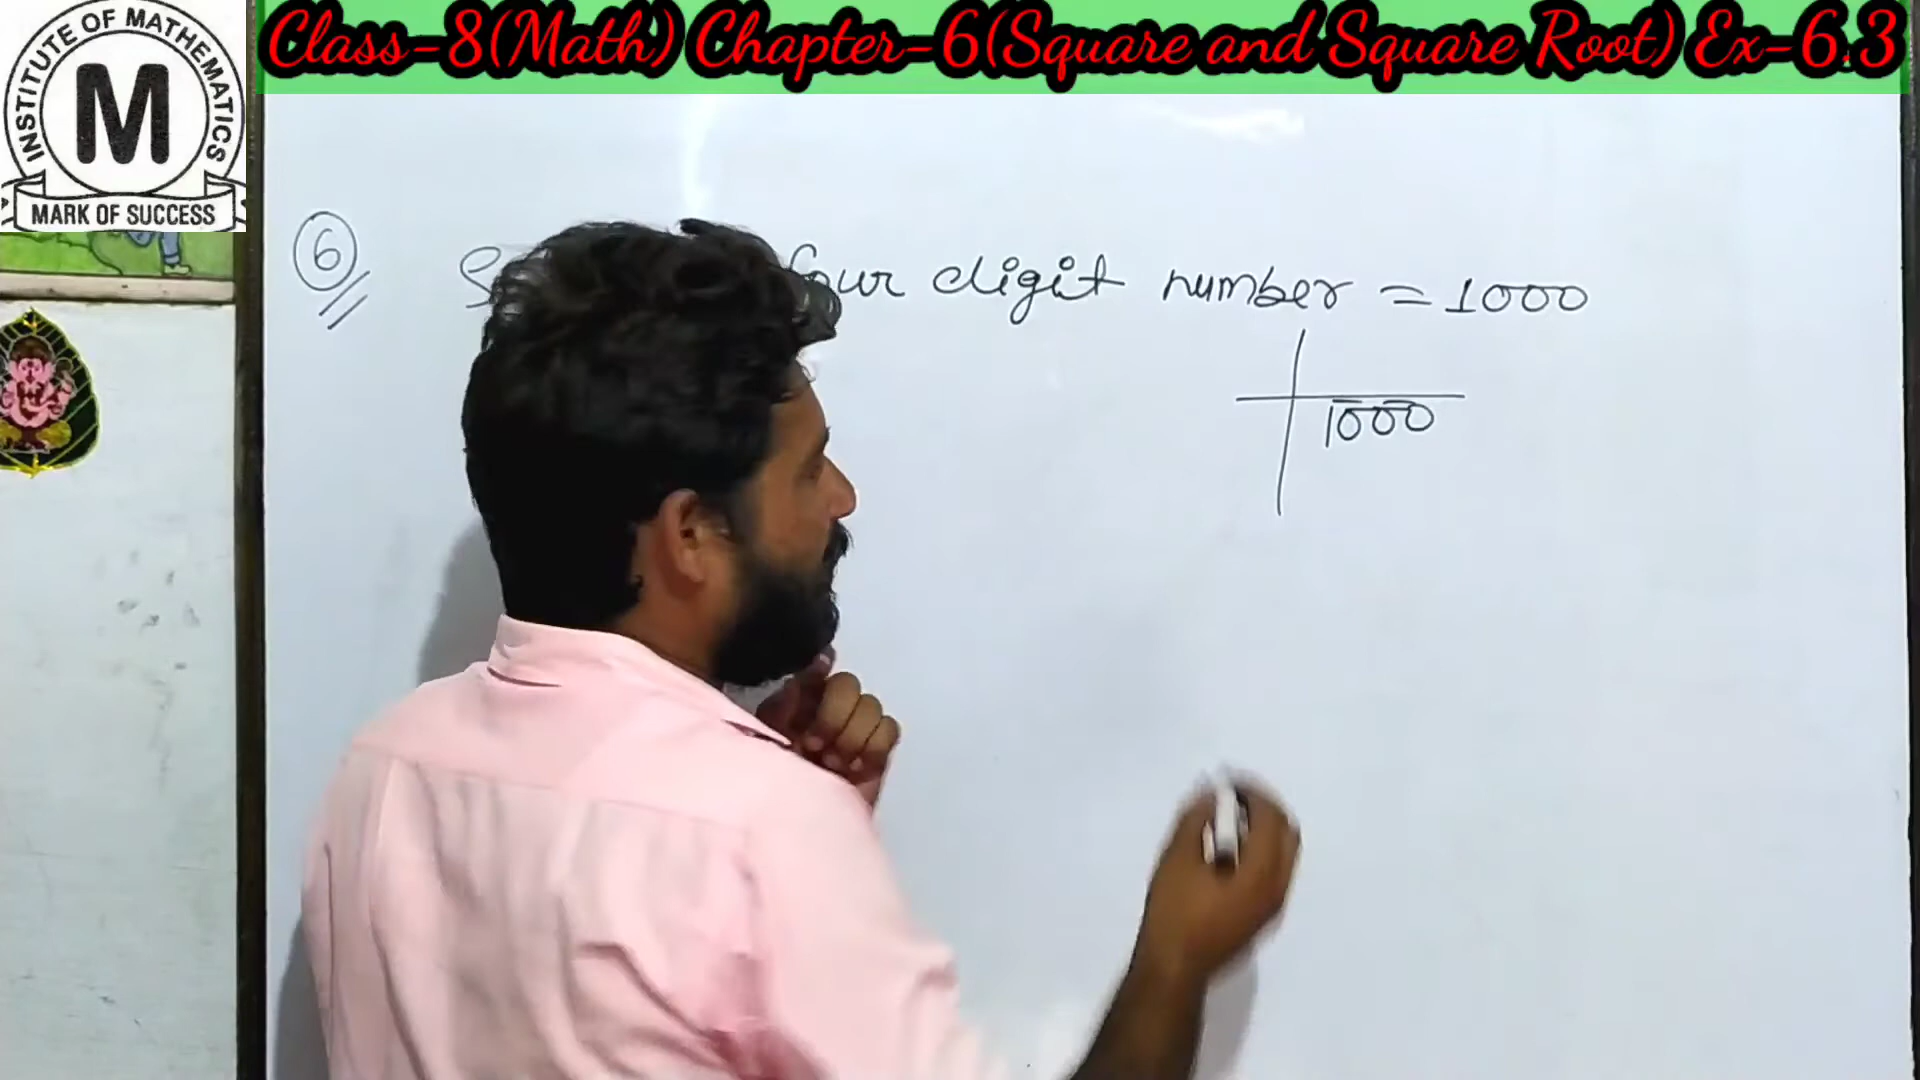 Class-8(Math) Chapter-6(Square and Square Root) Ex-6.3
INSTITUTE OF MATHEMATICS
M
MARK OF SUCCESS
6
digit number = 1000
1000